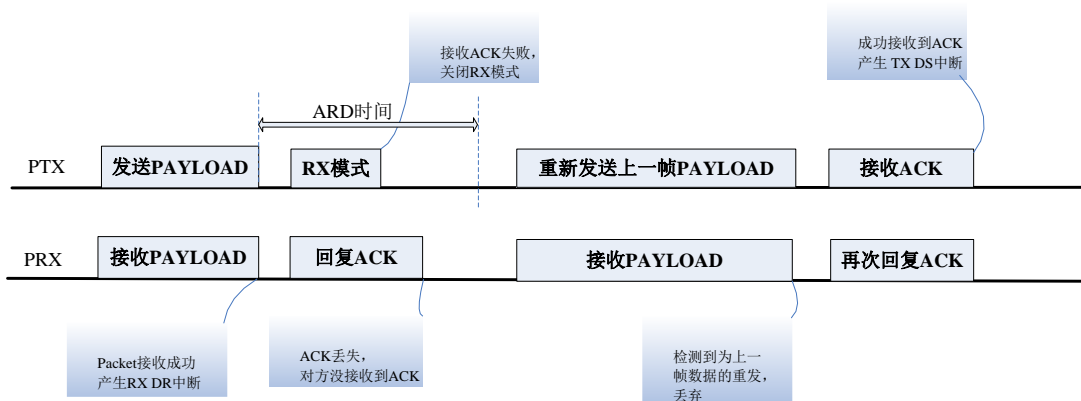 接收ACK失败,
关闭RX模式
成功接收到ACK
产生 TX DS中断
ARD时间
PTX
发送PAYLOAD
RX模式
重新发送上一帧PAYLOAD
接收ACK
PRX
接收PAYLOAD
回复ACK
接收PAYLOAD
再次回复ACK
Packet接收成功
产生RX DR中断
ACK丢失,
对方没接收到ACK
检测到为上一
帧数据的重发,
丢弃